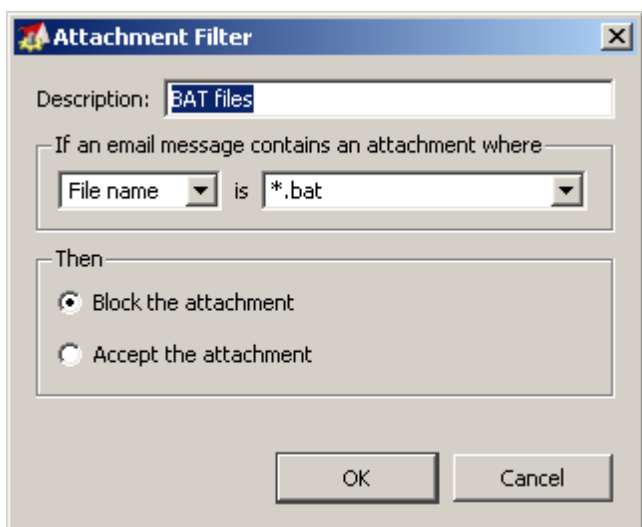 Attachment Filter
Description: BAT files
If an email message contains an attachment where
File name is *.bat
Then
Block the attachment
Accept the attachment
OK Cancel